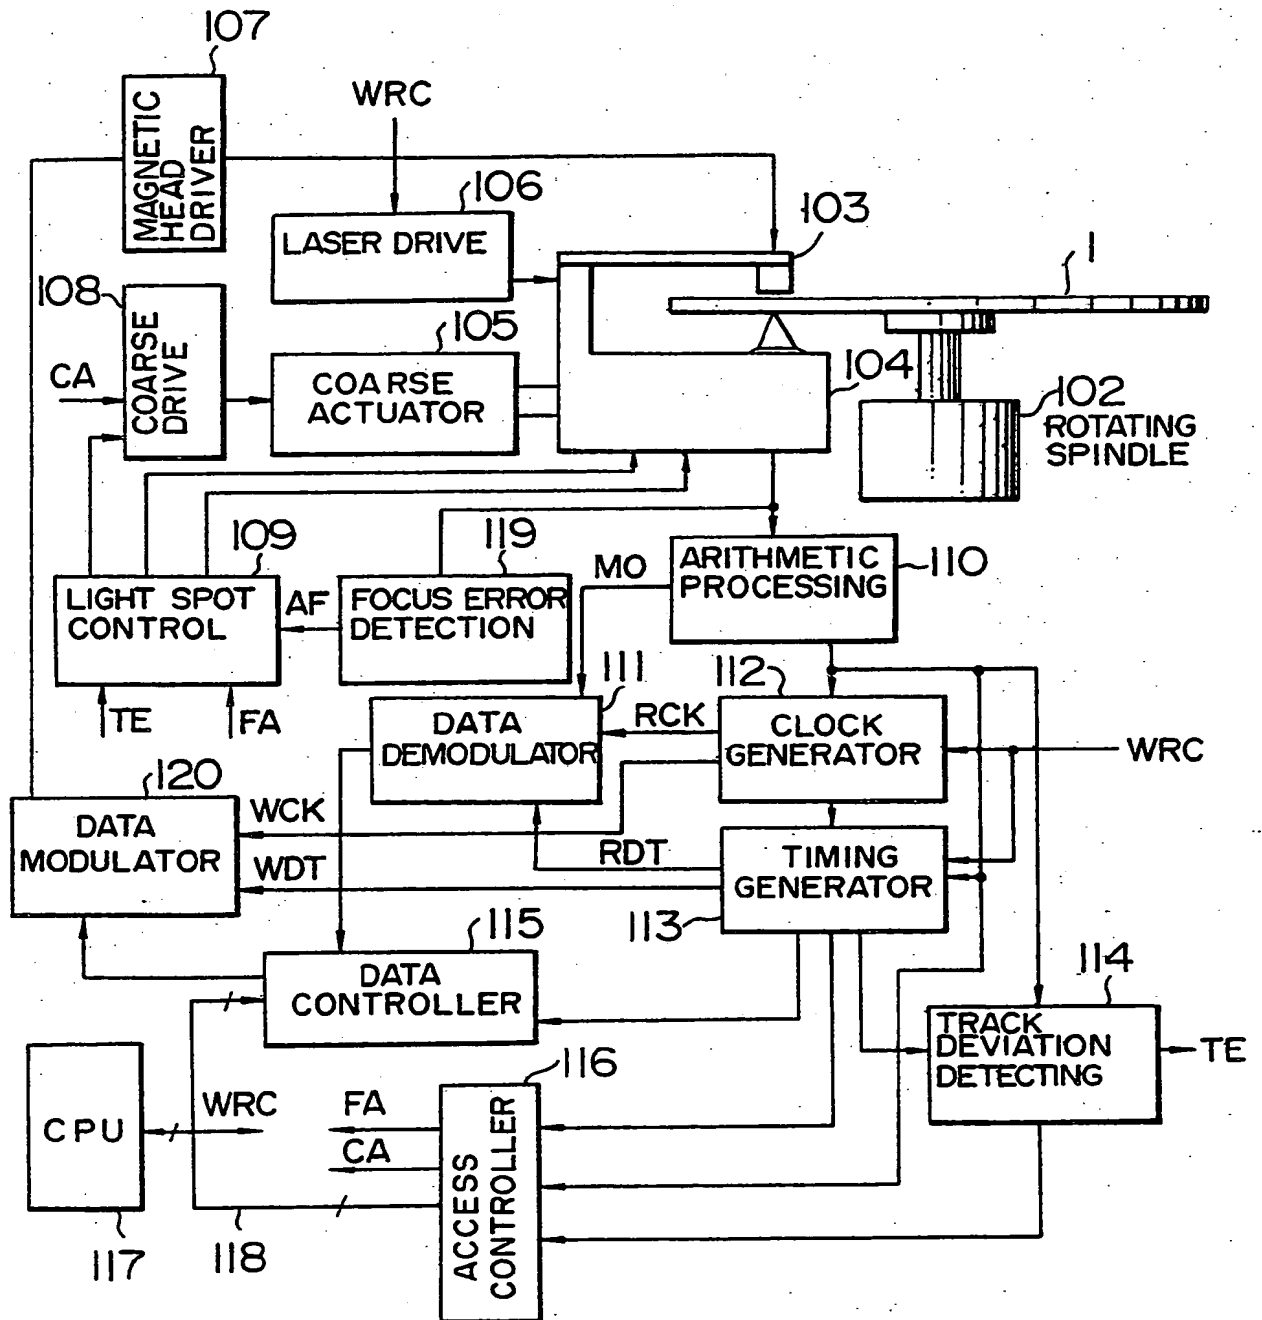 107
WRC
MAGNETIC
HEAD
DRIVER
106
LASER DRIVE
103
1
108
COARSE
DRIVE
CA
105
COARSE
ACTUATOR
104
102
ROTATING
SPINDLE
109
LIGHT SPOT
CONTROL
AF
119
FOCUS ERROR
DETECTION
MO
ARITHMETIC
PROCESSING
110
TE
FA
111
DATA
DEMODULATOR
RCK
112
CLOCK
GENERATOR
WRC
120
DATA
MODULATOR
WCK
WDT
RDT
TIMING
GENERATOR
113
115
DATA
CONTROLLER
114
TRACK
DEVIATION
DETECTING
TE
CPU
117
WRC
118
FA
CA
116
ACCESS
CONTROLLER